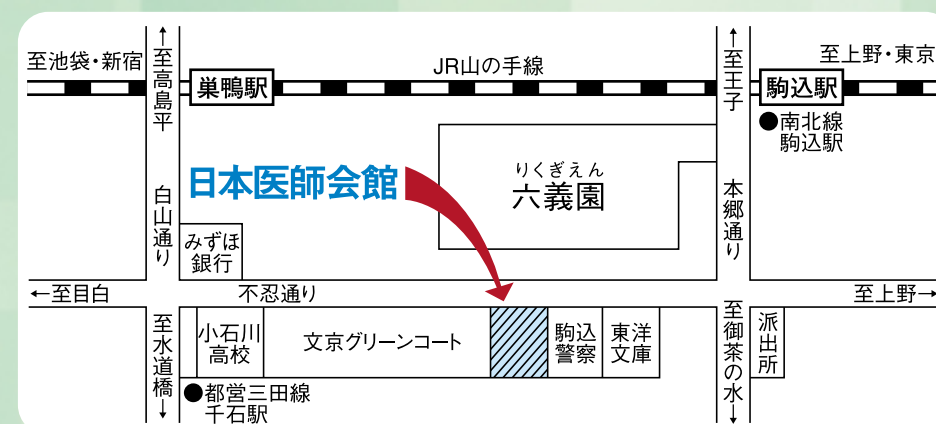 至池袋・新宿
↑至高島平
巣鴨駅
JR山の手線
↑至王子
至上野・東京
駒込駅
●南北線
駒込駅
日本医師会館
りくぎえん
六義園
白山通り
本郷通り
みずほ
銀行
←至目白
不忍通り
至上野→
至水道橋↓
小石川
高校
文京グリーンコート
駒込
警察
東洋
文庫
至御茶の水↓
派出所
●都営三田線
千石駅